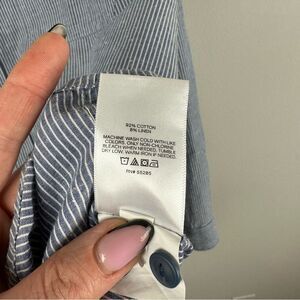 92% COTTON
8% LINEN
MACHINE WASH COLD WITH LIKE
COLORS. ONLY NON-CHLORINE
BLEACH WHEN NEEDED. TUMBLE
DRY LOW. WARM IRON IF NEEDED.
RN# 55285